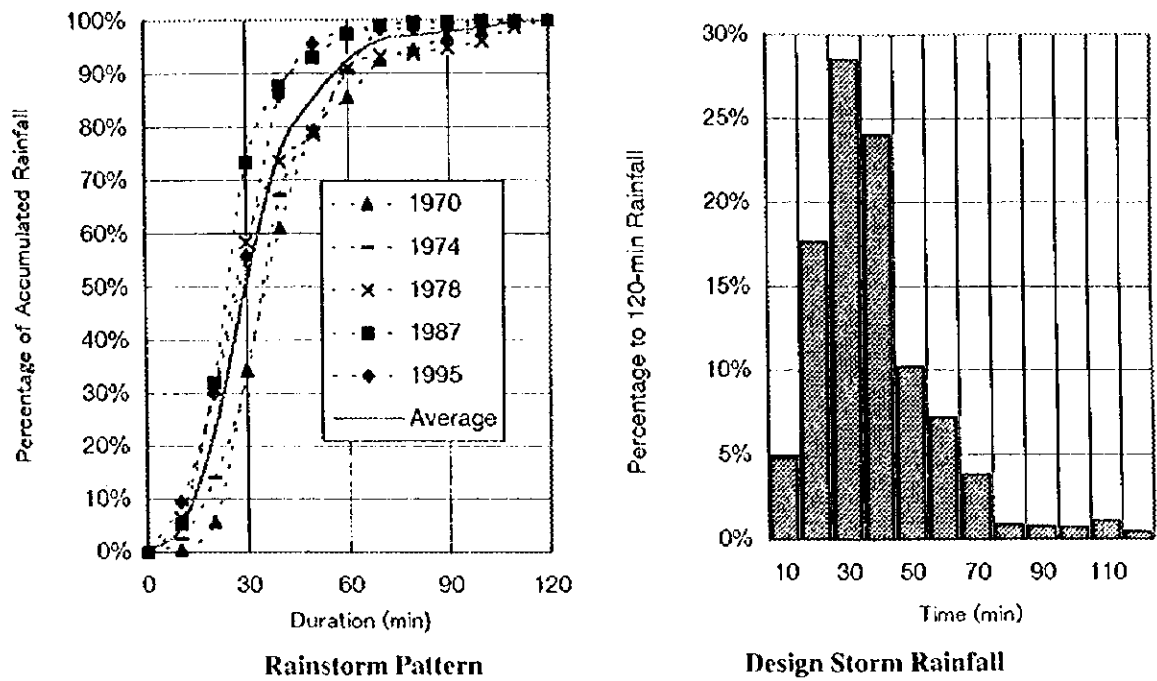 Percentage of Accumulated Rainfall
100%
90%
80%
70%
60%
50%
40%
30%
20%
10%
0%
1970
1974
1978
1987
1995
Average
0 30 60 90 120
Duration (min)
Rainstorm Pattern
Percentage to 120-min Rainfall
30%
25%
20%
15%
10%
5%
0%
10 30 50 70 90 110
Time (min)
Design Storm Rainfall